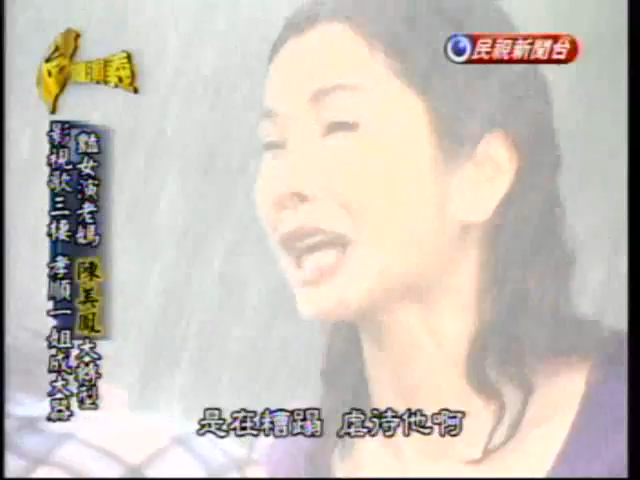 民視新聞台
豔女演老媽 陳美鳳大轉型
影視歌三棲 孝順一姐成大器
是在糟蹋 虐待他啊